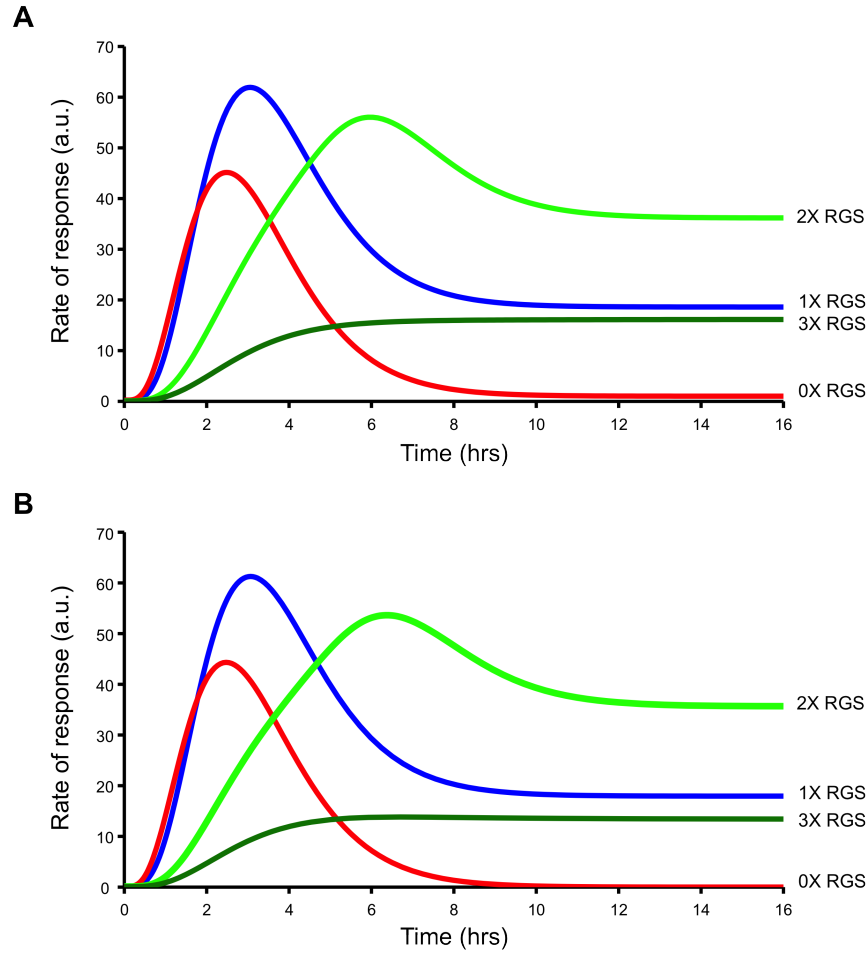 A
70
60
50
40
30
20
10
0
Rate of response (a.u.)
2X RGS
1X RGS
3X RGS
0X RGS
0 2 4 6 8 10 12 14 16
Time (hrs)
B
70
60
50
40
30
20
10
0
Rate of response (a.u.)
2X RGS
1X RGS
3X RGS
0X RGS
0 2 4 6 8 10 12 14 16
Time (hrs)